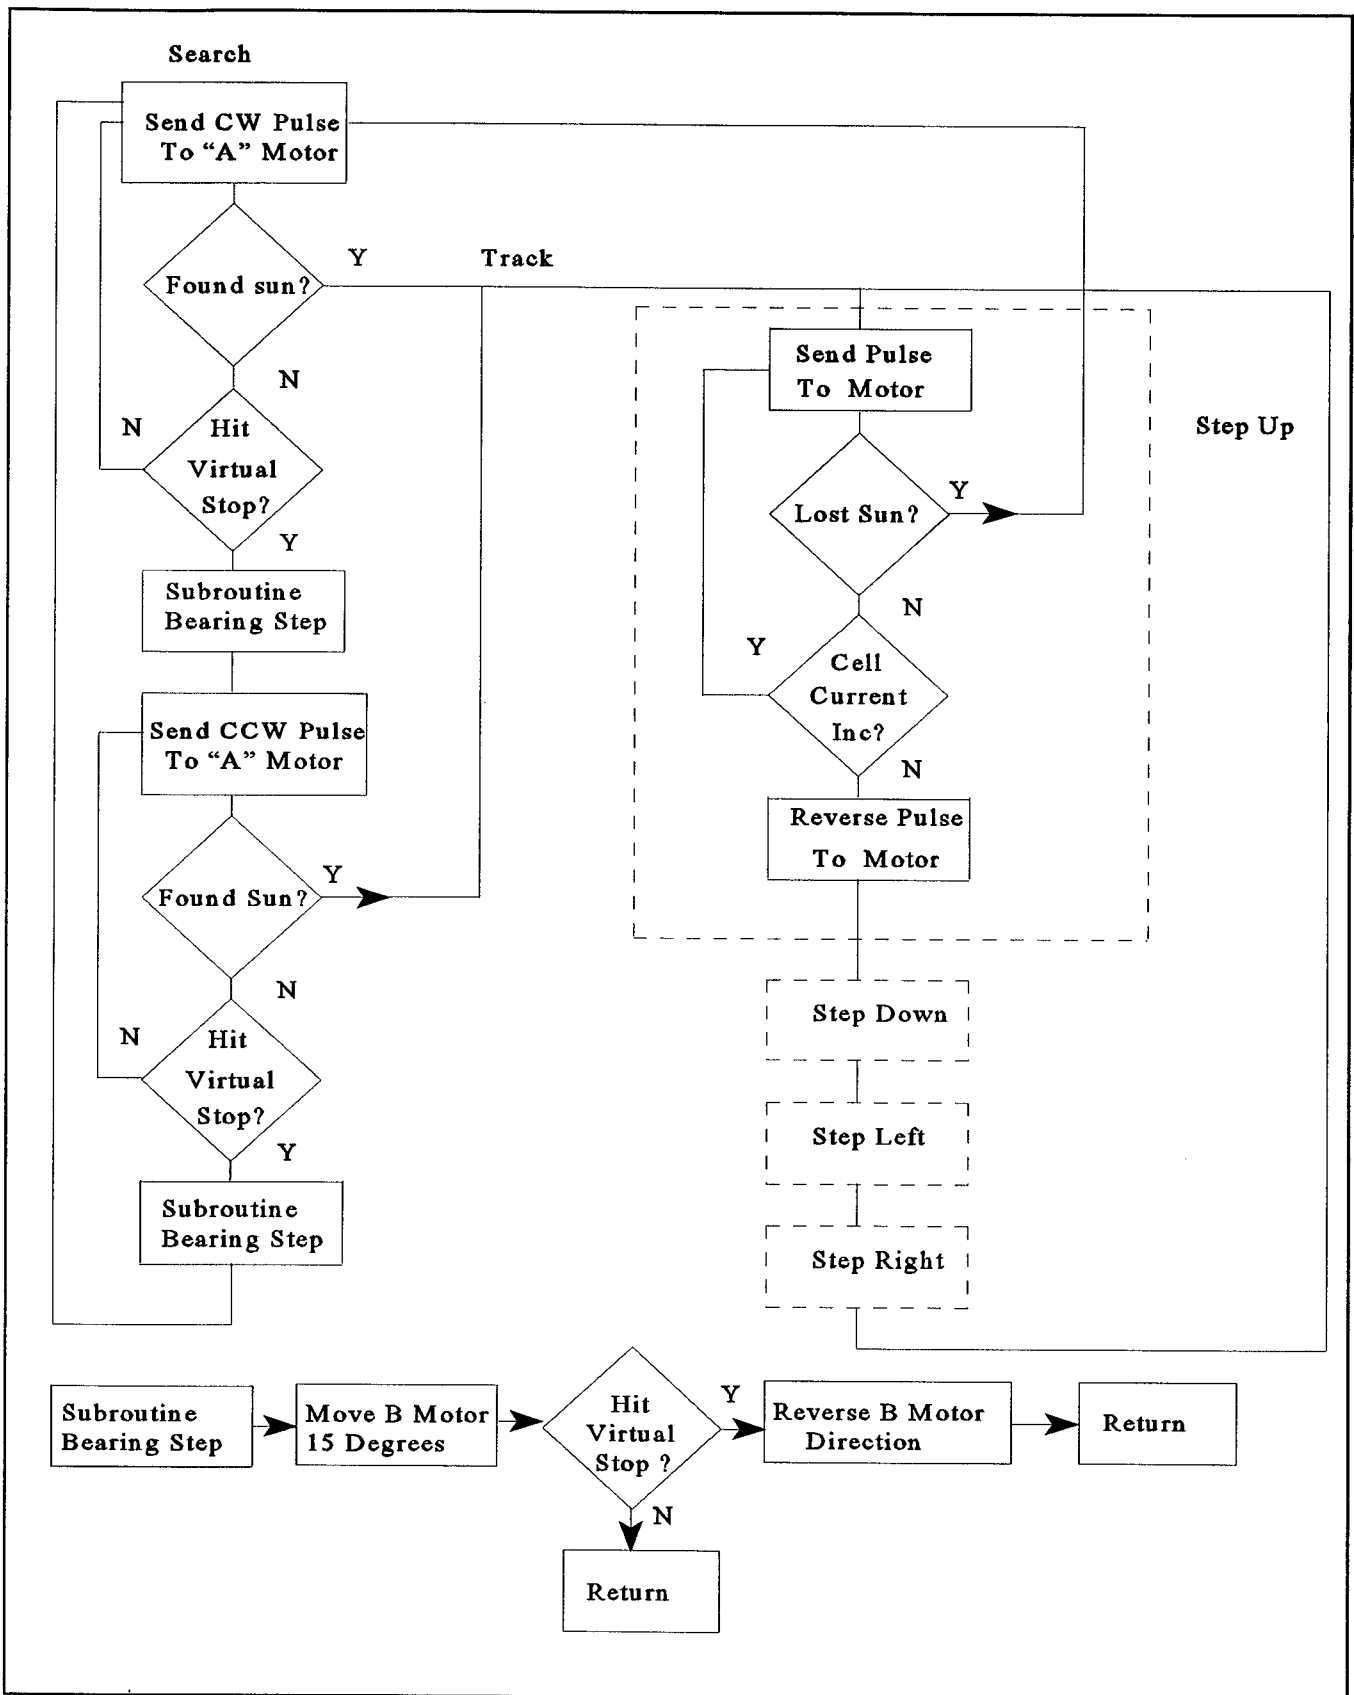 Search
Send CW Pulse
To “A” Motor
Found sun?
Y
Track
N
N
Hit
Virtual
Stop?
Y
Subroutine
Bearing Step
Send CCW Pulse
To “A” Motor
Found Sun?
Y
N
N
Hit
Virtual
Stop?
Y
Subroutine
Bearing Step
Send Pulse
To Motor
Step Up
Lost Sun?
Y
N
Y
Cell
Current
Inc?
N
Reverse Pulse
To Motor
Step Down
Step Left
Step Right
Subroutine
Bearing Step
Move B Motor
15 Degrees
Hit
Virtual
Stop ?
Y
Reverse B Motor
Direction
Return
N
Return